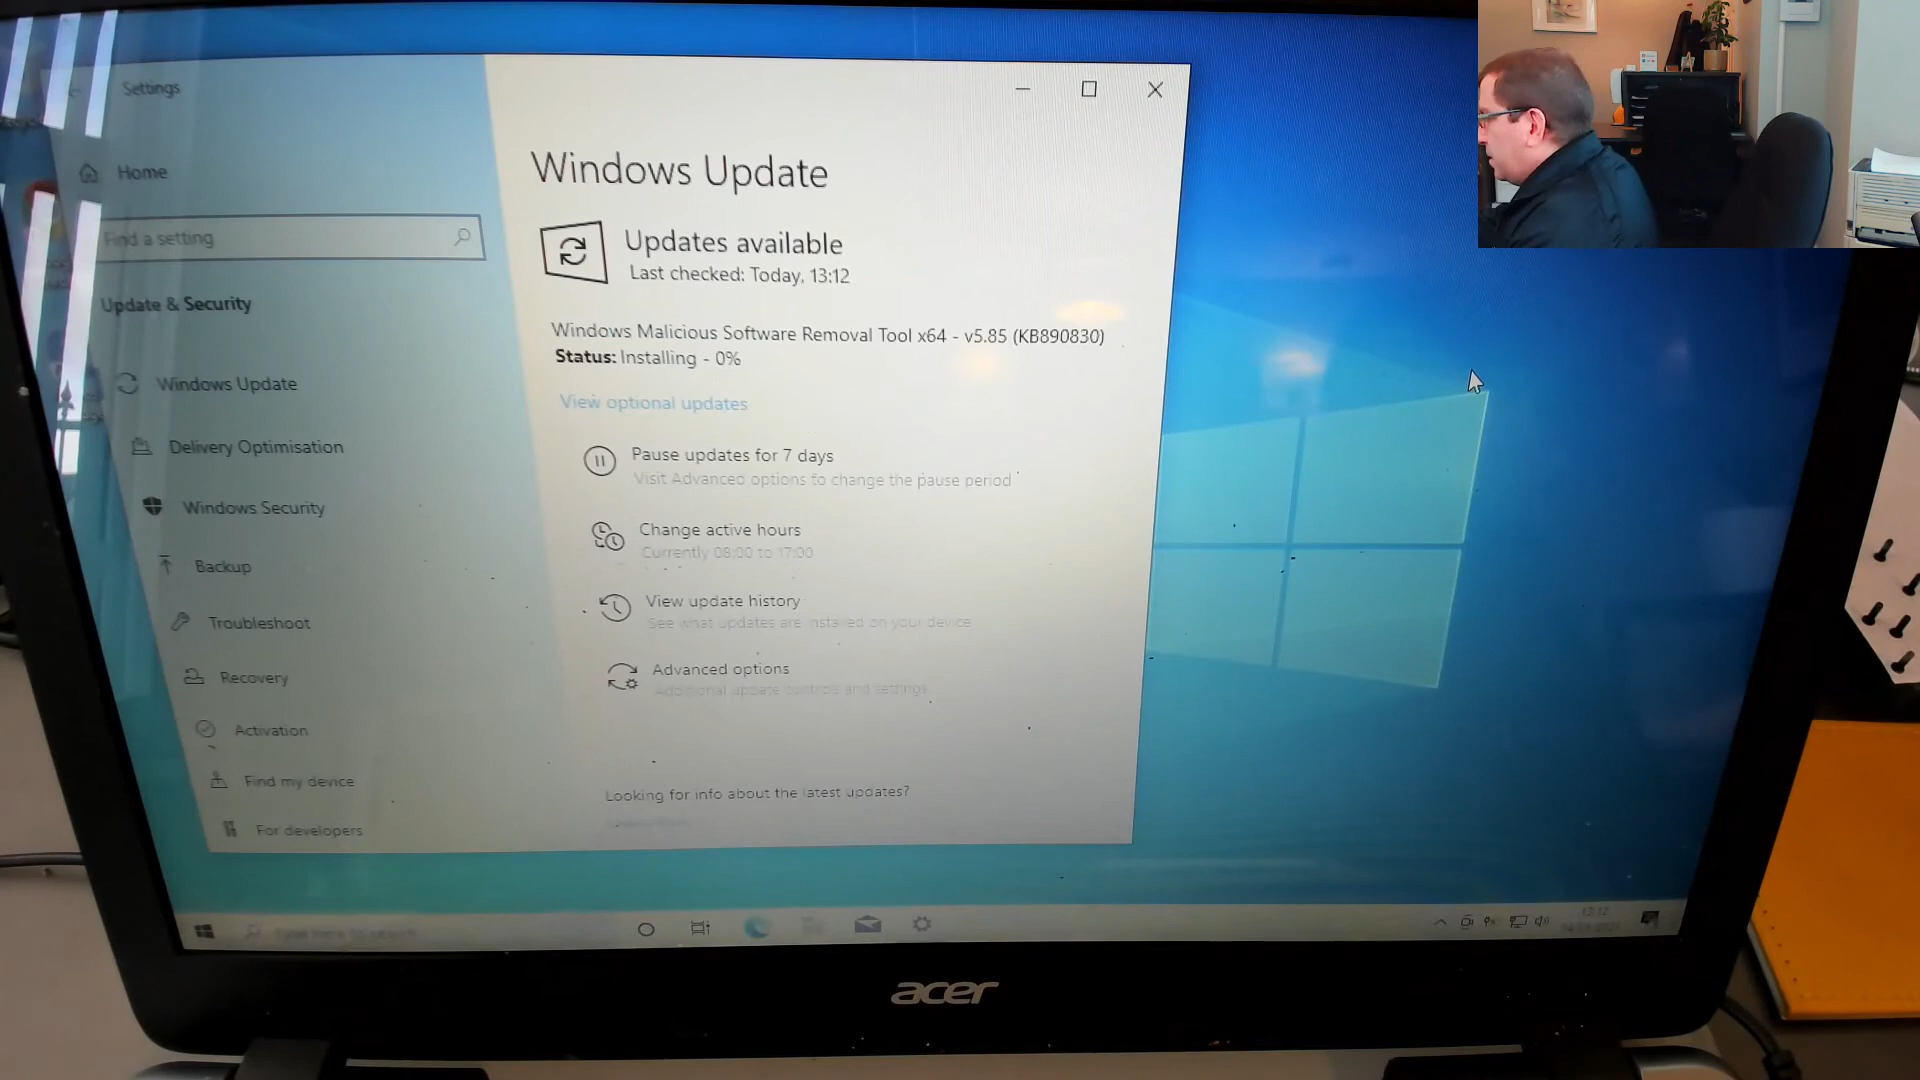 Settings
Home
Find a setting
Update & Security
Windows Update
Delivery Optimisation
Windows Security
Backup
Troubleshoot
Recovery
Activation
Find my device
For developers
Windows Update
Updates available
Last checked: Today, 13:12
Windows Malicious Software Removal Tool x64 - v5.85 (KB890830)
Status: Installing - 0%
View optional updates
Pause updates for 7 days
Visit Advanced options to change the pause period
Change active hours
Currently 08:00 to 17:00
View update history
See what updates are installed on your device
Advanced options
Additional update controls and settings
Looking for info about the latest updates?
Type here to search
13:12
acer